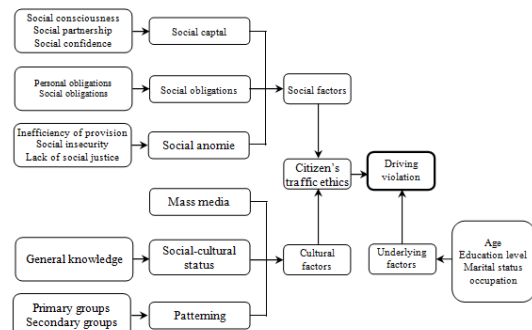 Social consciousness
Social partnership
Social confidence
Social captal
Personal obligations
Social obligations
Social obligations
Social factors
Inefficiency of provision
Social insecurity
Lack of social justice
Social anomie
Citizen's
traffic ethics
Driving
violation
Mass media
General knowledge
Social-cultural
status
Cultural
factors
Underlying
factors
Age
Education level
Marital status
occupation
Primary groups
Secondary groups
Patterning